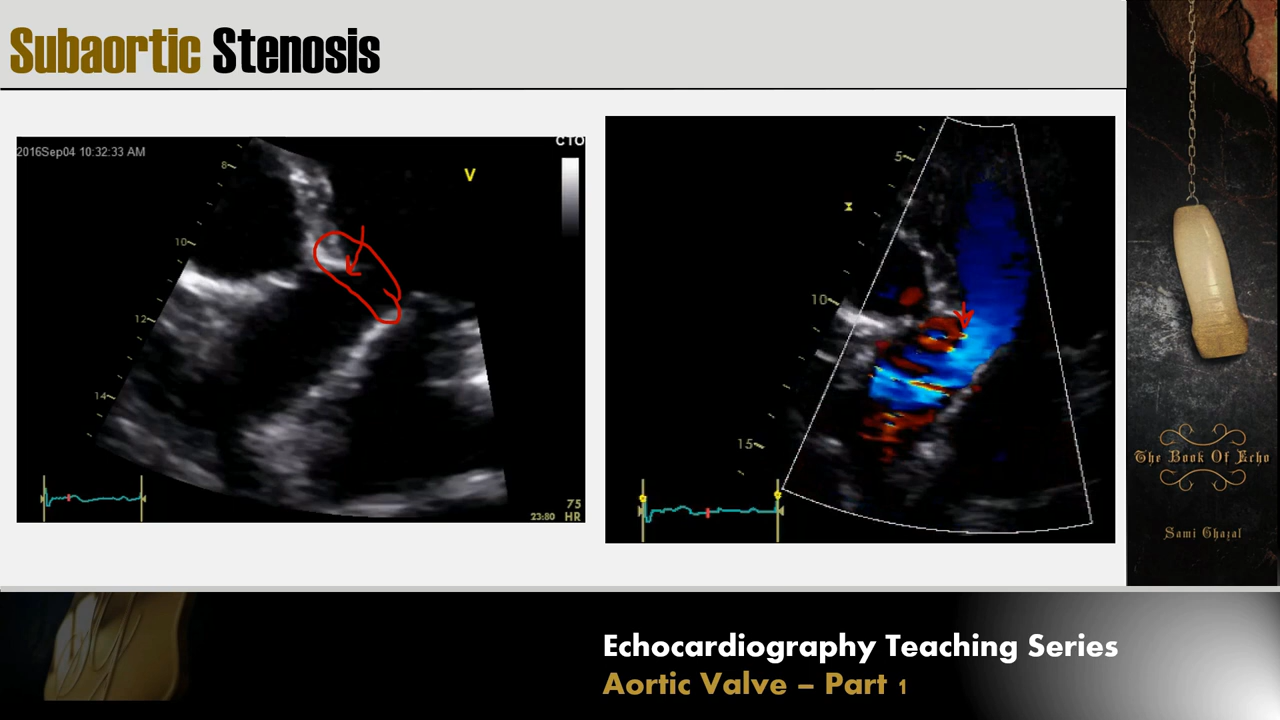 Subaortic Stenosis
2016Sep04 10:32:33 AM
V
8
10
12
14
75
23:80 HR
5
10
15
The Book Of Echo
Sami Ghazal
Echocardiography Teaching Series
Aortic Valve – Part 1